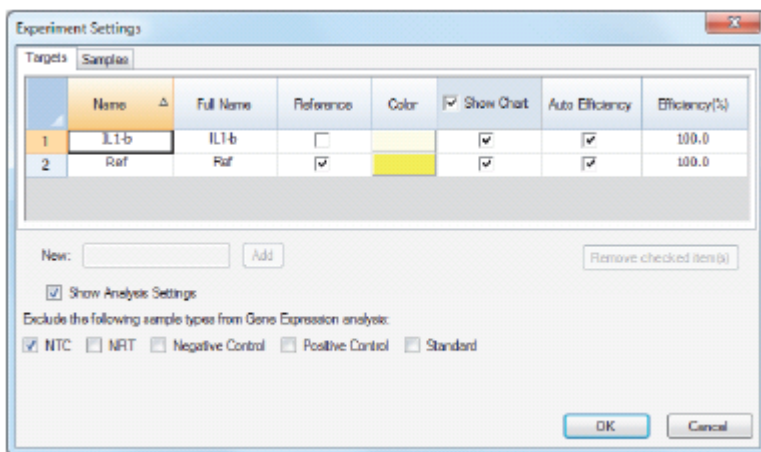 Experiment Settings
Targets Samples
Name Full Name Reference Color Show Chart Auto Efficiency Efficiency(%)
1 IL1-b IL1-b 100.0
2 Ref Ref 100.0
New: Add Remove checked item(s)
Show Analysis Settings
Exclude the following sample types from Gene Expression analysis:
NTC NRT Negative Control Positive Control Standard
OK Cancel